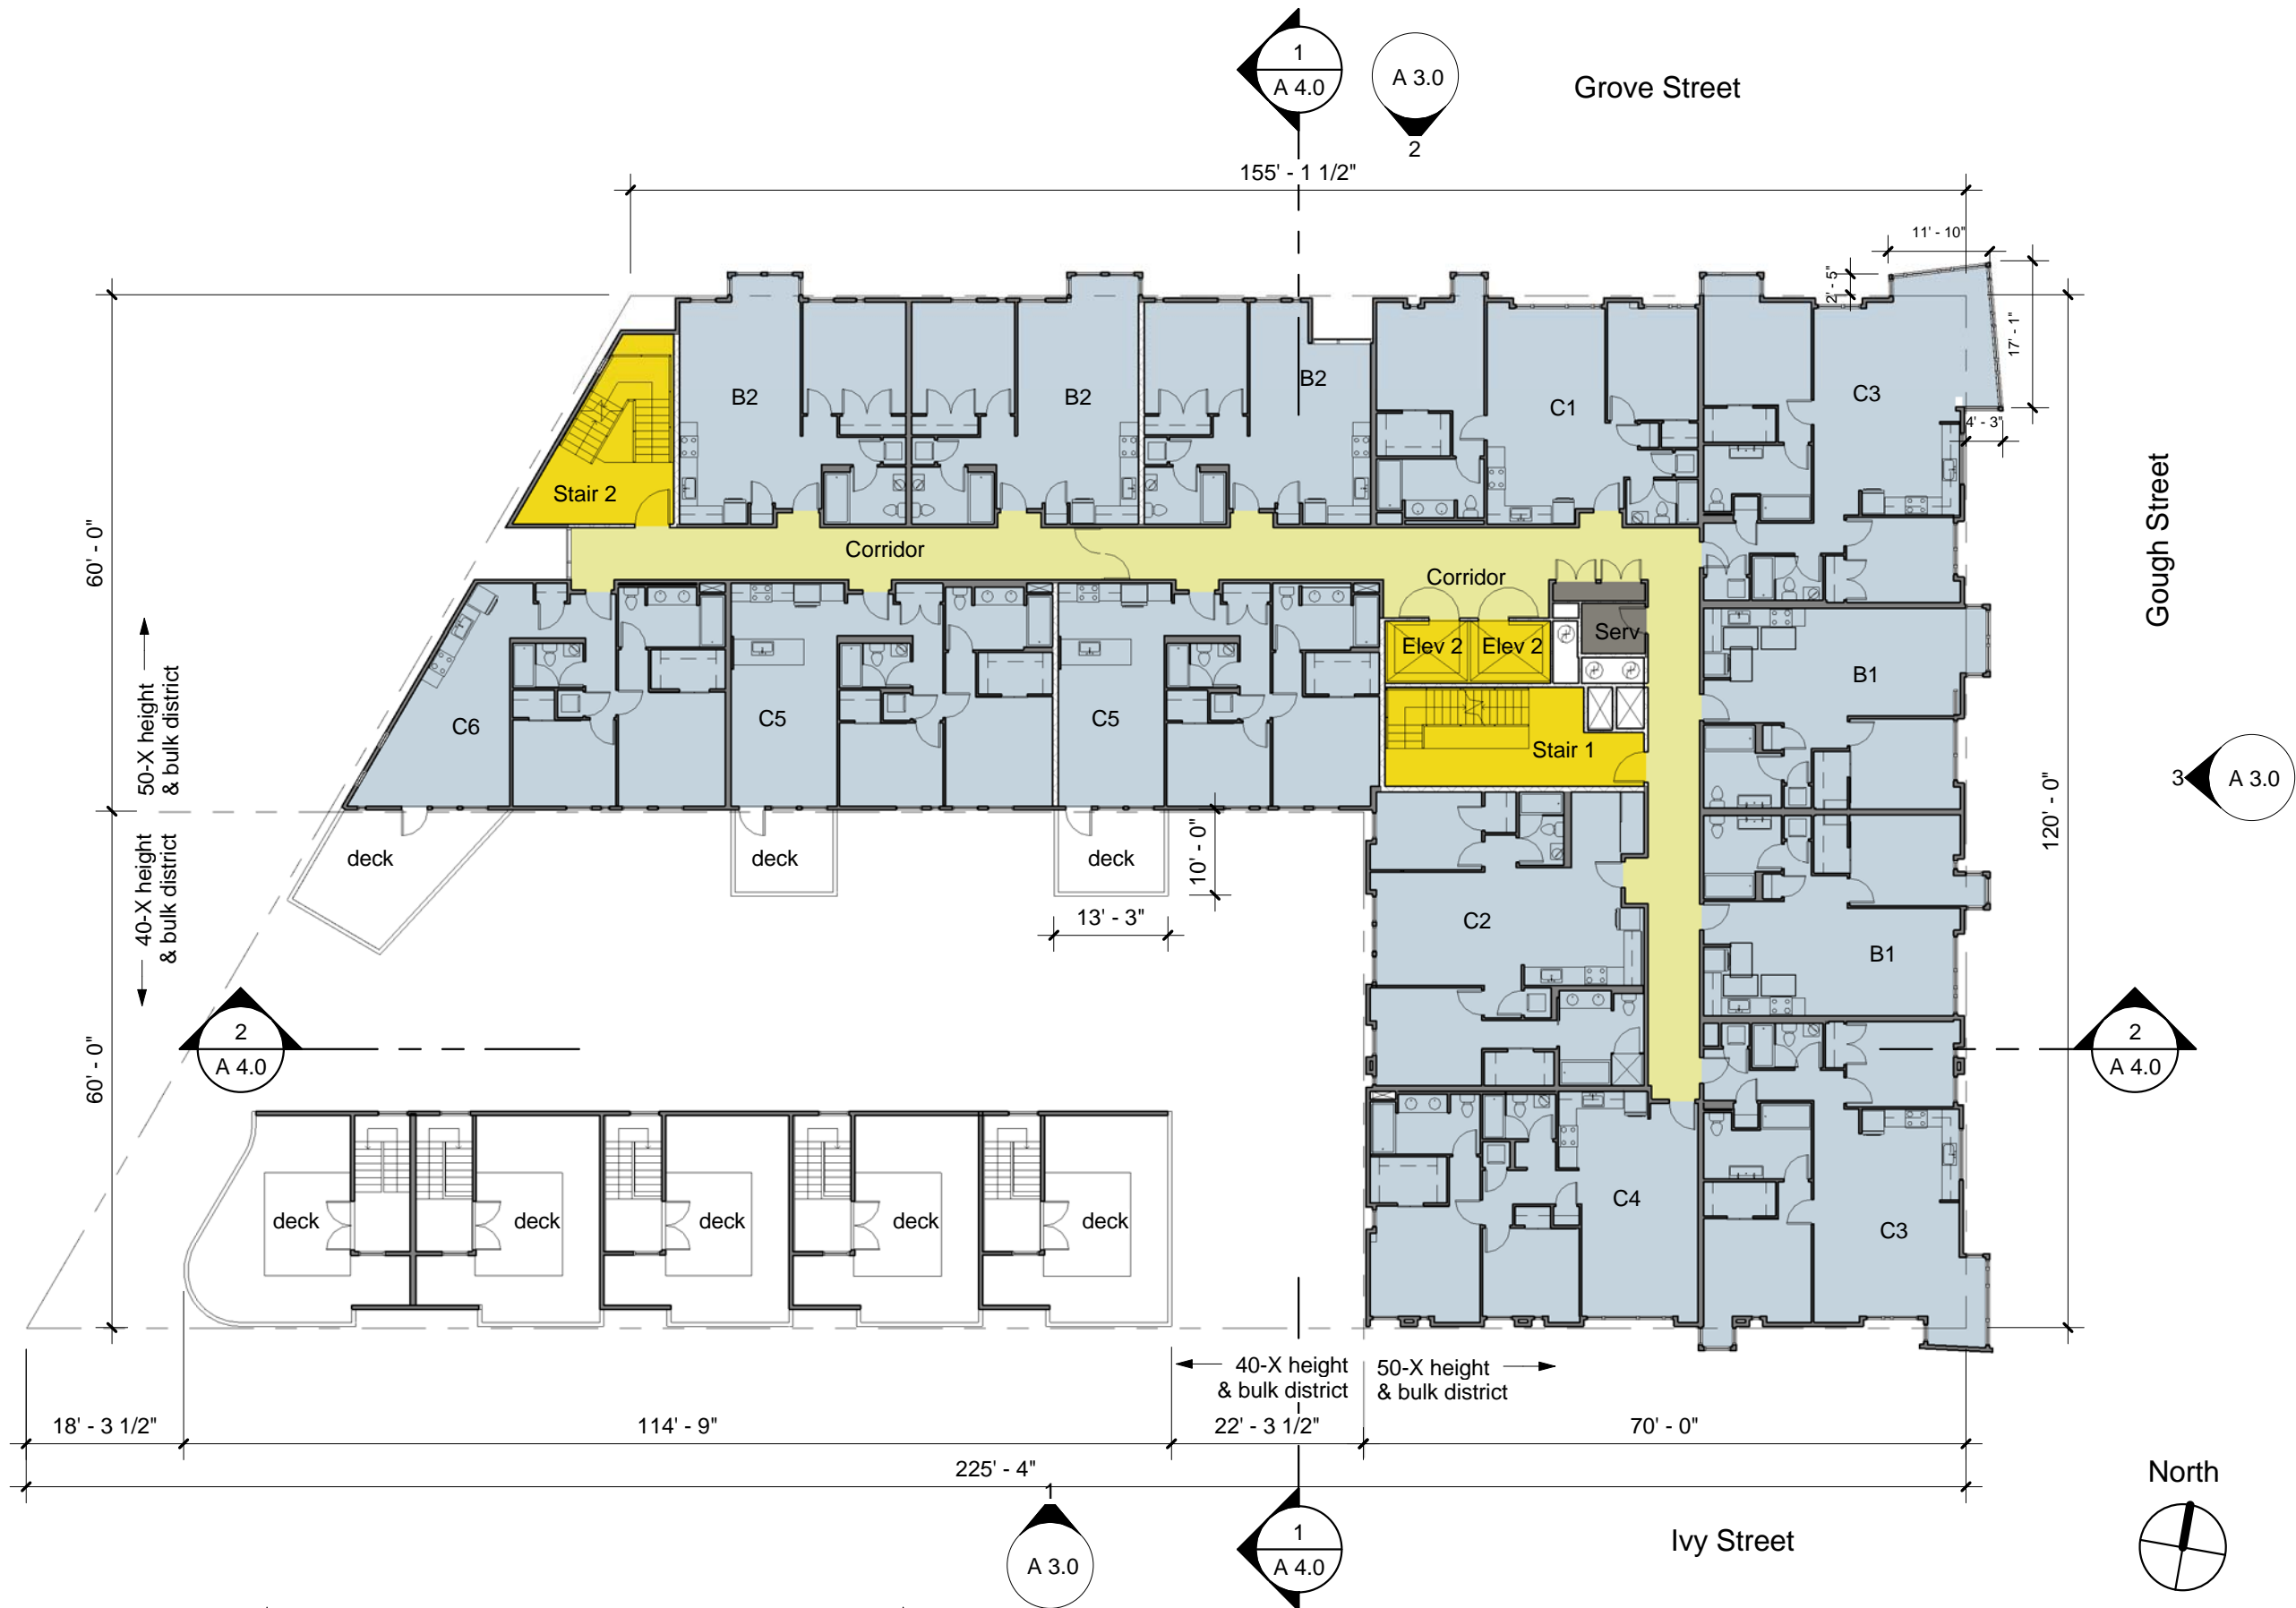 1
A 4.0
A 3.0
2
Grove Street
155' - 1 1/2"
11' - 10"
2' - 5"
17' - 1"
4' - 3"
B2
B2
B2
C1
C3
Stair 2
Corridor
Corridor
Gough Street
60' - 0"
Elev 2
Elev 2
Serv
B1
C6
C5
C5
Stair 1
50-X height
& bulk district
3
A 3.0
120' - 0"
40-X height
& bulk district
deck
deck
deck
10' - 0"
13' - 3"
C2
B1
2
A 4.0
2
A 4.0
60' - 0"
C4
C3
deck
deck
deck
deck
deck
40-X height
& bulk district
50-X height
& bulk district
18' - 3 1/2"
114' - 9"
22' - 3 1/2"
70' - 0"
225' - 4"
North
1
A 3.0
1
A 4.0
Ivy Street